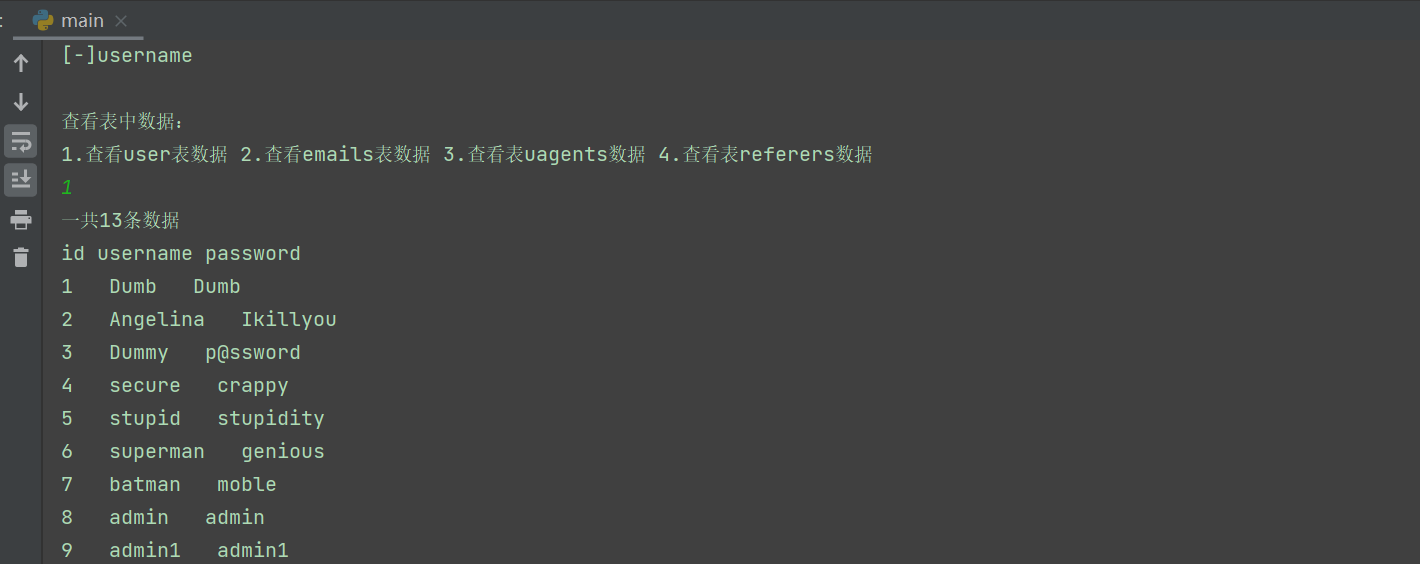 main
[-]username
查看表中数据：
1.查看user表数据 2.查看emails表数据 3.查看表uagents数据 4.查看表referers数据
1
一共13条数据
id username password
1 Dumb Dumb
2 Angelina Ikillyou
3 Dummy p@ssword
4 secure crappy
5 stupid stupidity
6 superman genious
7 batman moble
8 admin admin
9 admin1 admin1